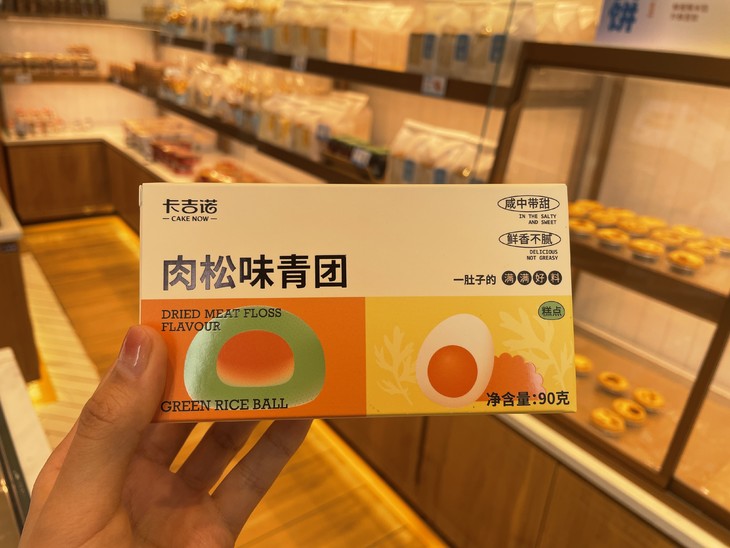 饼
卡吉诺
— CAKE NOW —
咸中带甜
IN THE SALTY
AND SWEET
鲜香不腻
DELICIOUS
NOT GREASY
肉松味青团
一肚子的 满满好料
DRIED MEAT FLOSS
FLAVOUR
糕点
GREEN RICE BALL
净含量:90克